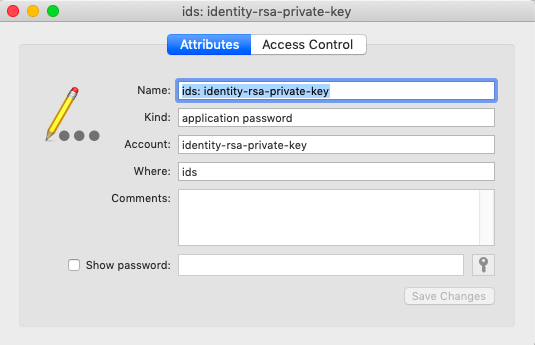 ids: identity-rsa-private-key
Attributes
Access Control
Name: ids: identity-rsa-private-key
Kind: application password
Account: identity-rsa-private-key
Where: ids
Comments:
Show password:
Save Changes